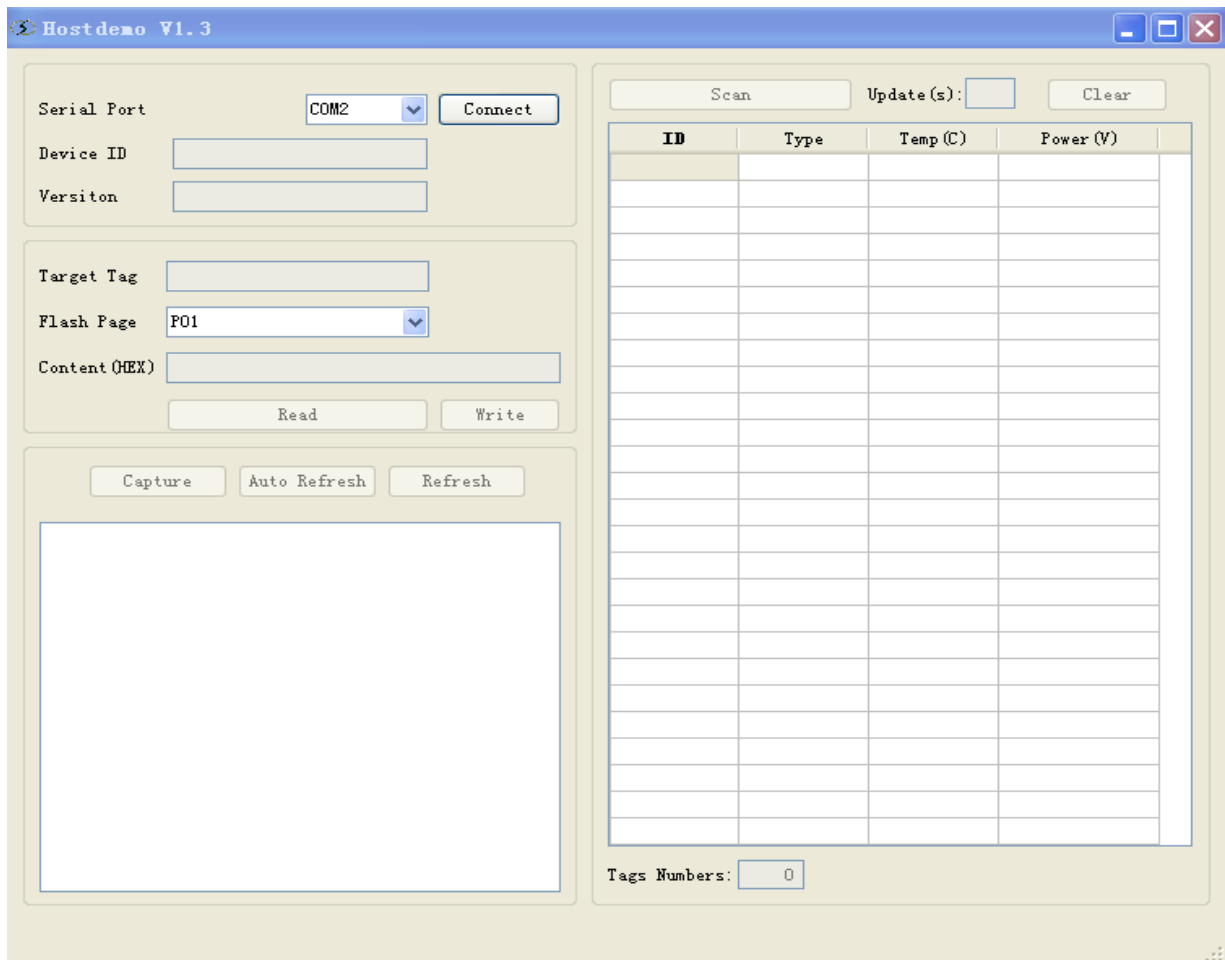 Hostdemo V1.3
Serial Port COM2 Connect
Device ID
Versiton
Target Tag
Flash Page P01
Content(HEX)
Read Write
Capture Auto Refresh Refresh
Scan Update(s): Clear
ID Type Temp(C) Power(V)
Tags Numbers: 0